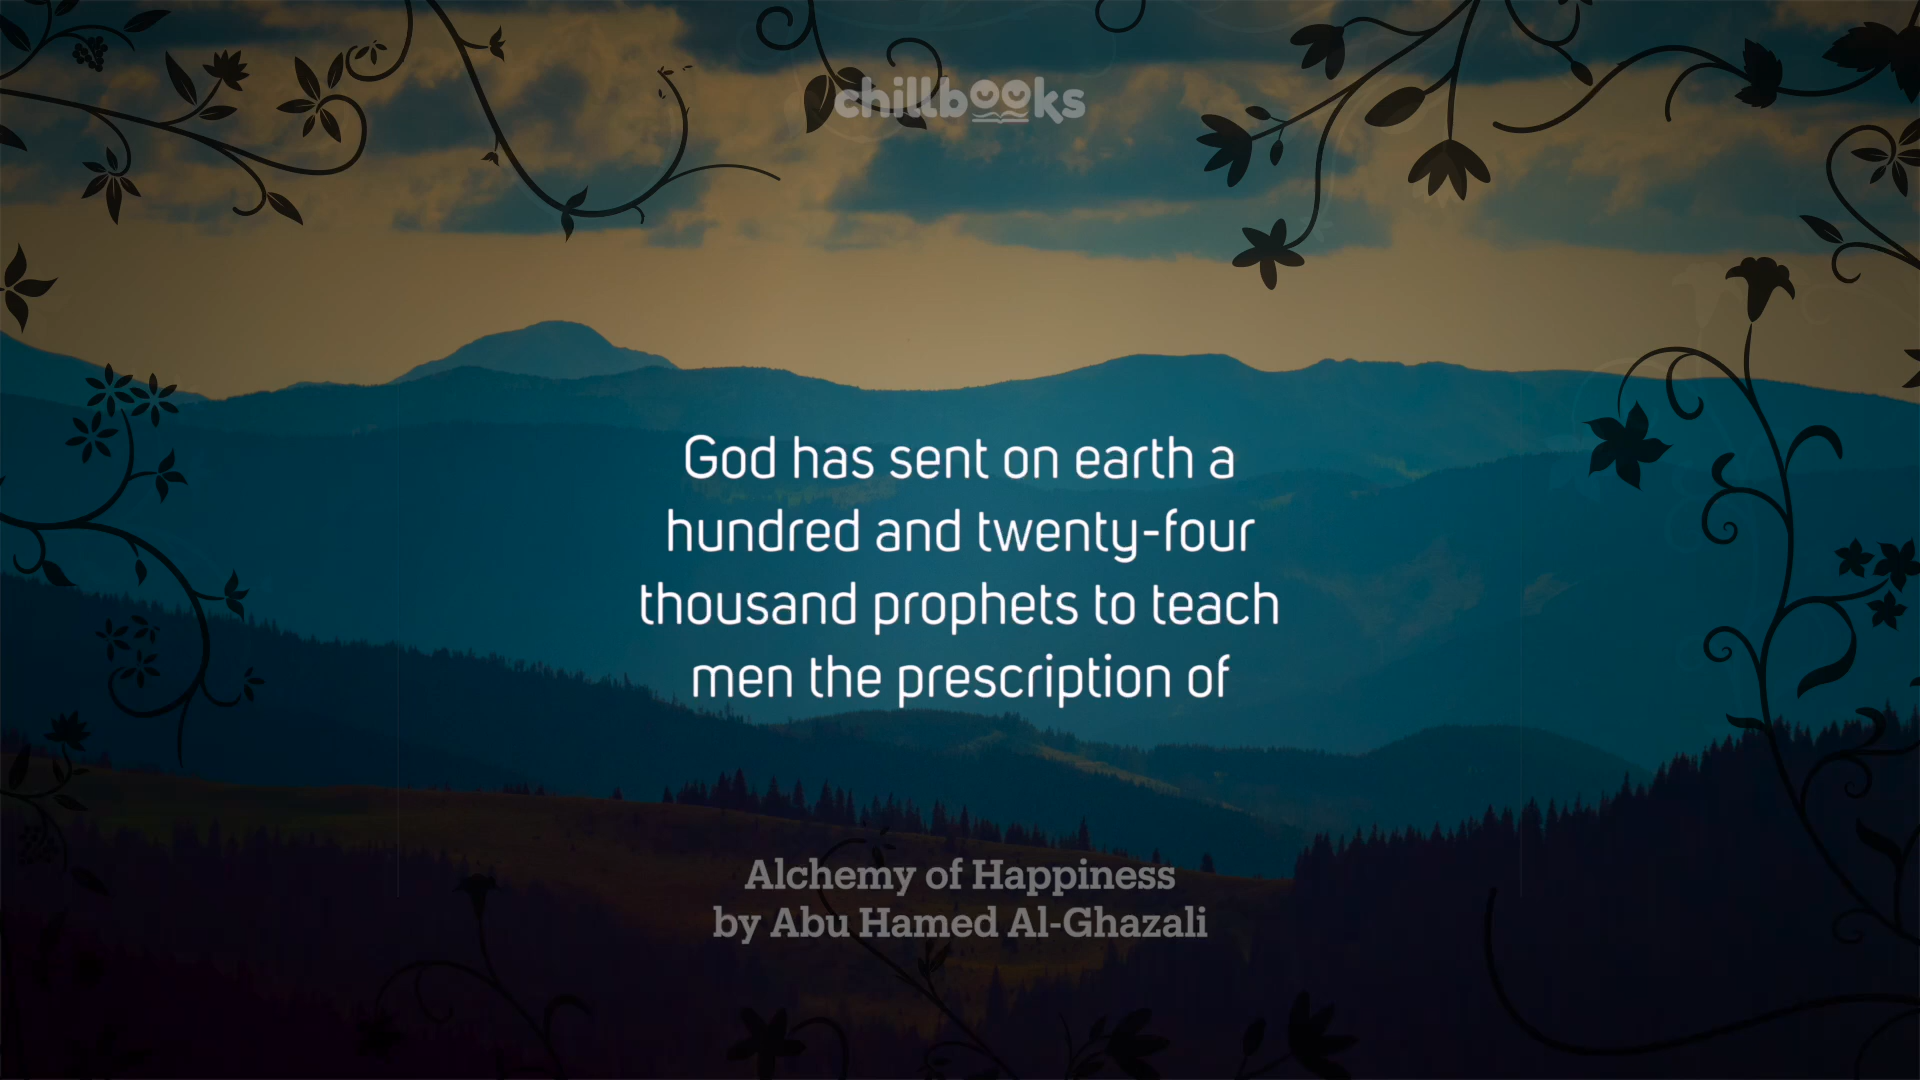 chillbooks
God has sent on earth a
hundred and twenty-four
thousand prophets to teach
men the prescription of
Alchemy of Happiness
by Abu Hamed Al-Ghazali